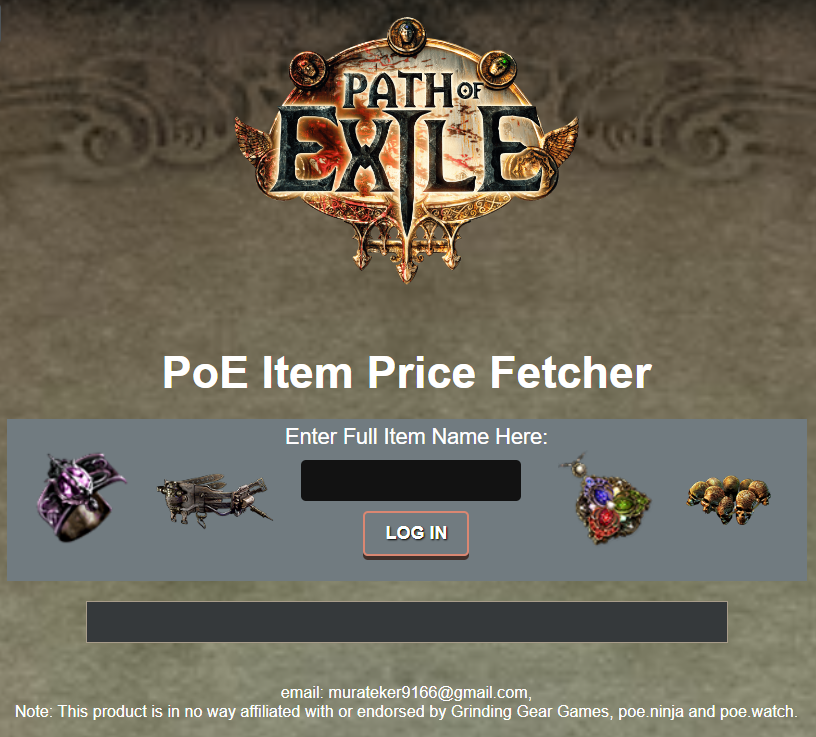 PATH OF
EXILE
PoE Item Price Fetcher
Enter Full Item Name Here:
LOG IN
email: murateker9166@gmail.com,
Note: This product is in no way affiliated with or endorsed by Grinding Gear Games, poe.ninja and poe.watch.